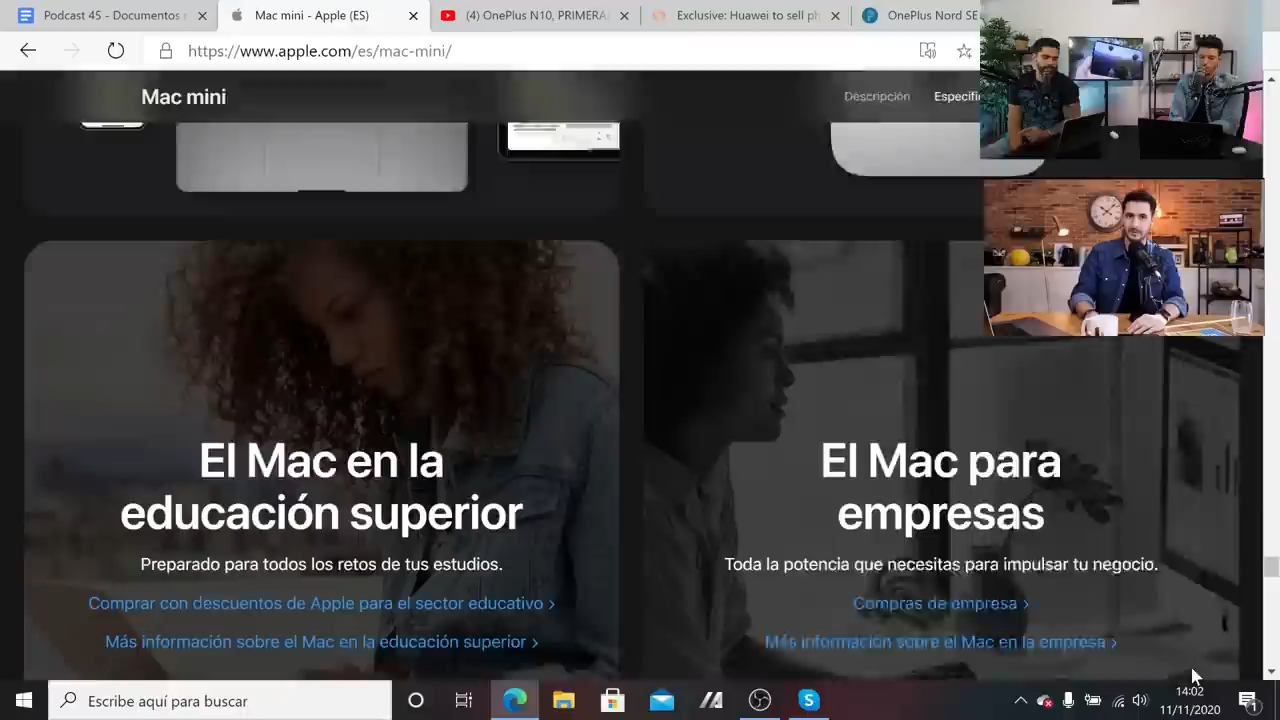 Podcast 45 - Documentos
Mac mini - Apple (ES)
(4) OnePlus N10, PRIMERA
Exclusive: Huawei to sell ph
OnePlus Nord SE
https://www.apple.com/es/mac-mini/
Mac mini
Descripción
Especifi
El Mac en la
educación superior
Preparado para todos los retos de tus estudios.
Comprar con descuentos de Apple para el sector educativo >
Más información sobre el Mac en la educación superior >
El Mac para
empresas
Toda la potencia que necesitas para impulsar tu negocio.
Compras de empresa >
Más información sobre el Mac en la empresa >
Escribe aquí para buscar
14:02
11/11/2020
1